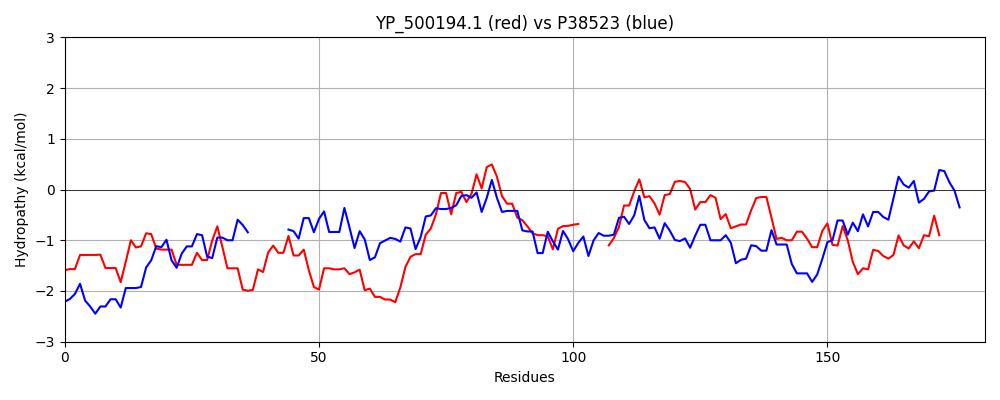 YP_500194.1 (red) vs P38523 (blue)
Hydropathy (kcal/mol)
3
2
1
0
−1
−2
−3
0 50 100 150
Residues